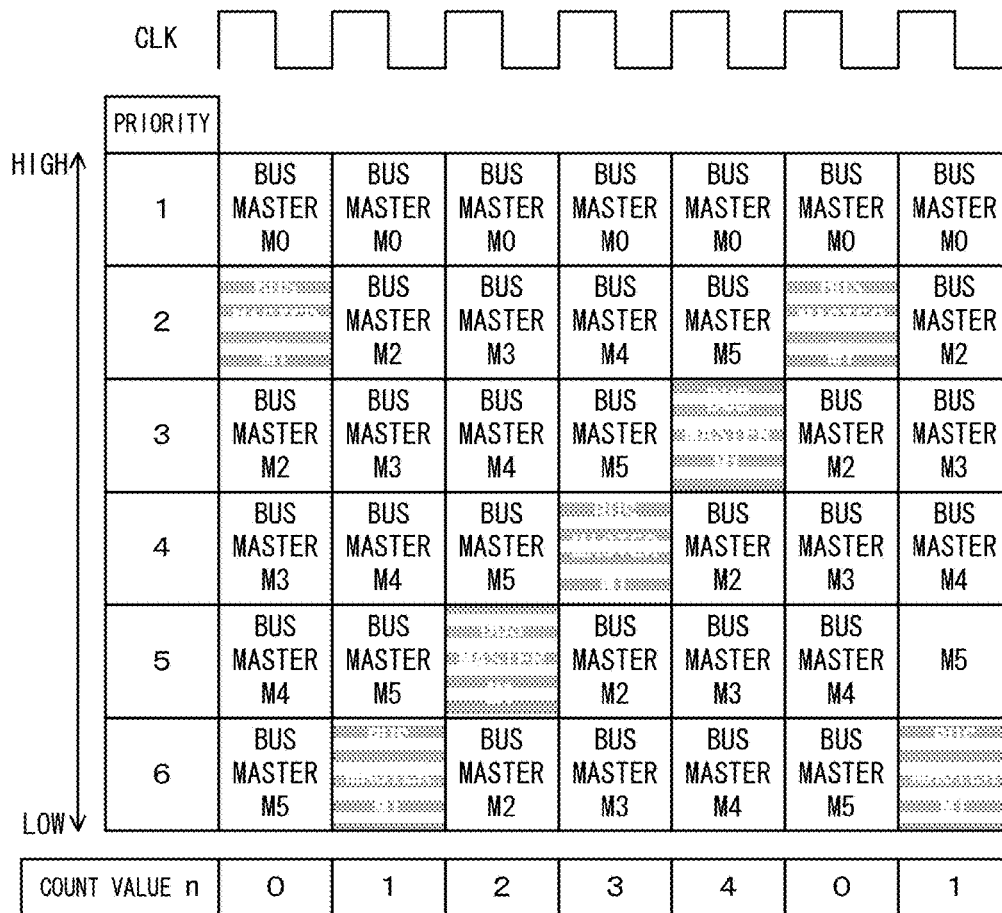 CLK
PRIORITY
HIGH
1 BUS MASTER M0 BUS MASTER M0 BUS MASTER M0 BUS MASTER M0 BUS MASTER M0 BUS MASTER M0 BUS MASTER M0
2 BUS MASTER M2 BUS MASTER M3 BUS MASTER M4 BUS MASTER M5 BUS MASTER M2
3 BUS MASTER M2 BUS MASTER M3 BUS MASTER M4 BUS MASTER M5 BUS MASTER M2 BUS MASTER M3
4 BUS MASTER M3 BUS MASTER M4 BUS MASTER M5 BUS MASTER M2 BUS MASTER M3 BUS MASTER M4
5 BUS MASTER M4 BUS MASTER M5 BUS MASTER M2 BUS MASTER M3 BUS MASTER M4 M5
6 BUS MASTER M5 BUS MASTER M2 BUS MASTER M3 BUS MASTER M4 BUS MASTER M5
LOW
COUNT VALUE n 0 1 2 3 4 0 1